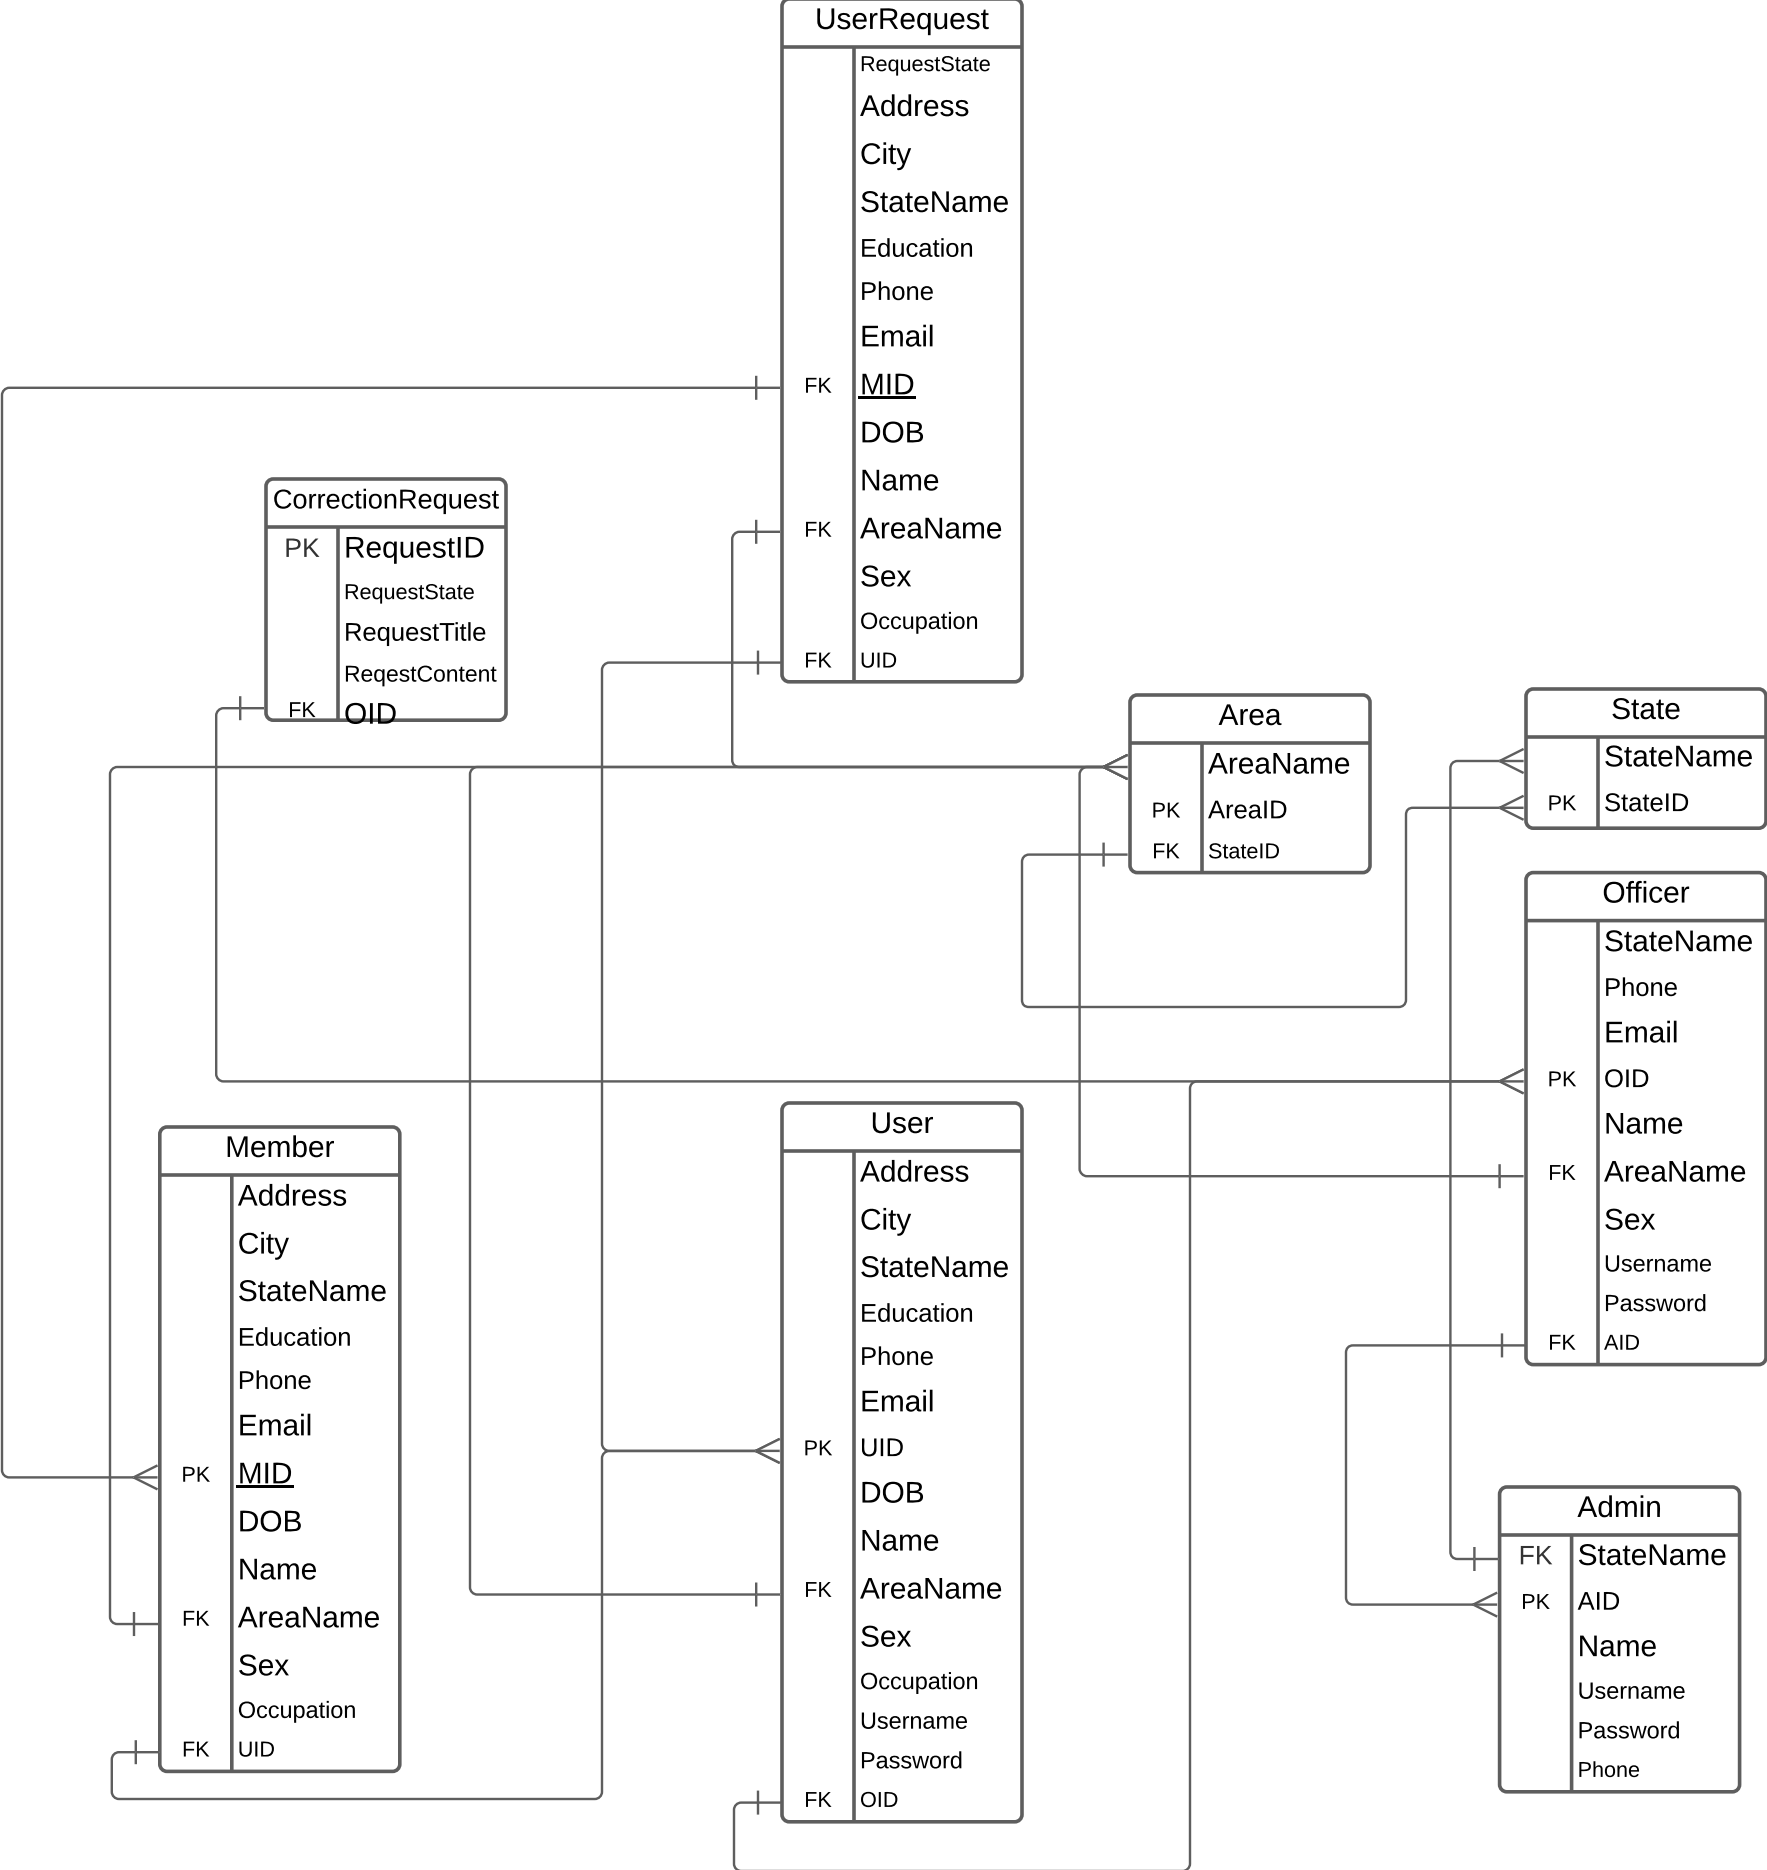 UserRequest
RequestState
Address
City
StateName
Education
Phone
Email
FK MID
DOB
Name
FK AreaName
Sex
Occupation
FK UID
CorrectionRequest
PK RequestID
RequestState
RequestTitle
ReqestContent
FK OID
Area
AreaName
PK AreaID
FK StateID
State
StateName
PK StateID
Officer
StateName
Phone
Email
PK OID
Name
FK AreaName
Sex
Username
Password
FK AID
Member
Address
City
StateName
Education
Phone
Email
PK MID
DOB
Name
FK AreaName
Sex
Occupation
FK UID
User
Address
City
StateName
Education
Phone
Email
PK UID
DOB
Name
FK AreaName
Sex
Occupation
Username
Password
FK OID
Admin
FK StateName
PK AID
Name
Username
Password
Phone